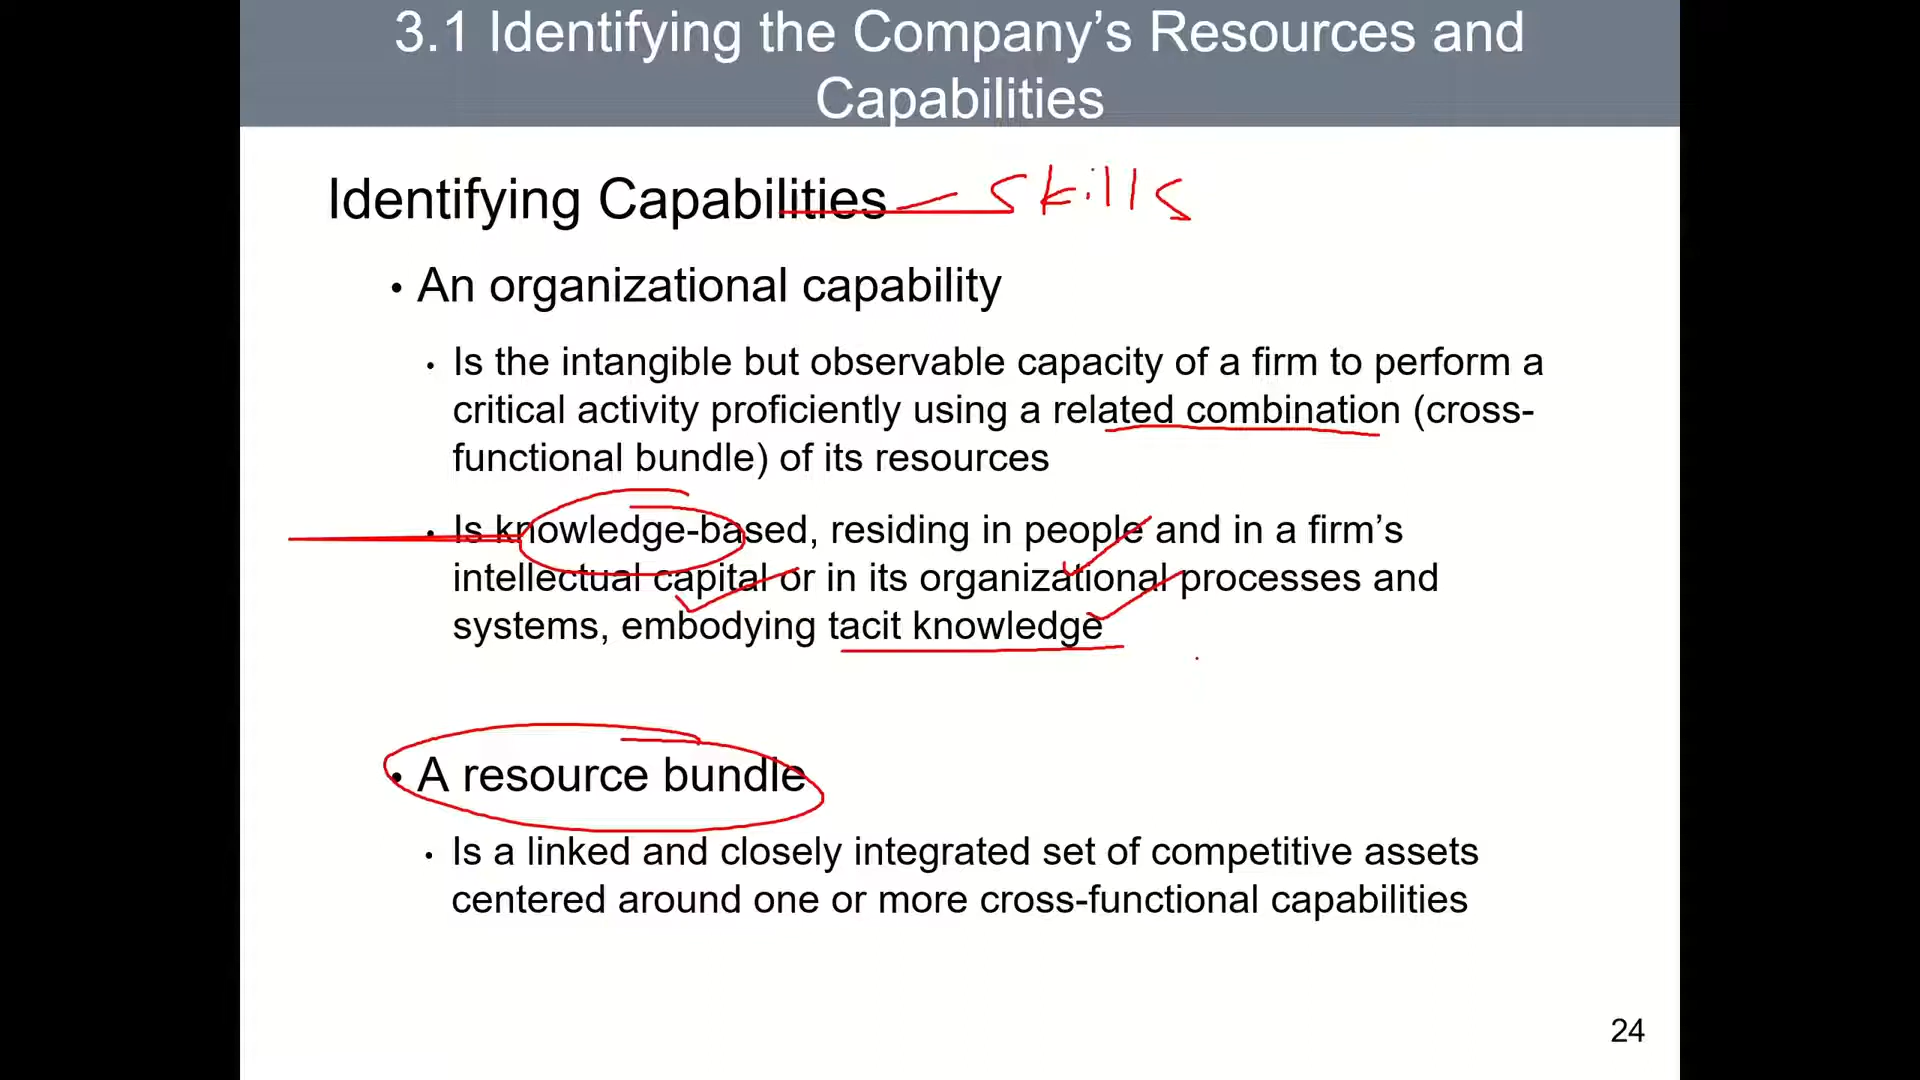 3.1 Identifying the Company’s Resources and
Capabilities
Identifying Capabilities skills
• An organizational capability
• Is the intangible but observable capacity of a firm to perform a
critical activity proficiently using a related combination (cross-
functional bundle) of its resources
• Is knowledge-based, residing in people and in a firm’s
intellectual capital or in its organizational processes and
systems, embodying tacit knowledge
• A resource bundle
• Is a linked and closely integrated set of competitive assets
centered around one or more cross-functional capabilities
24